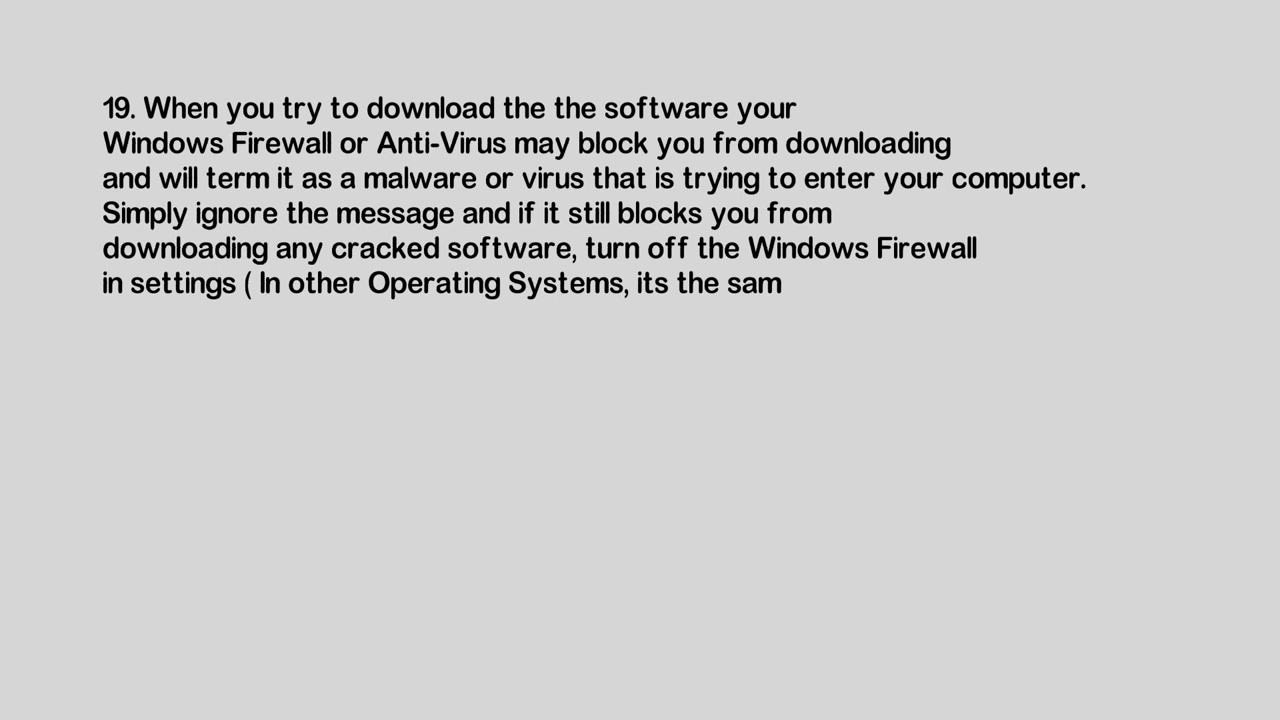 19. When you try to download the the software your
Windows Firewall or Anti-Virus may block you from downloading
and will term it as a malware or virus that is trying to enter your computer.
Simply ignore the message and if it still blocks you from
downloading any cracked software, turn off the Windows Firewall
in settings ( In other Operating Systems, its the sam